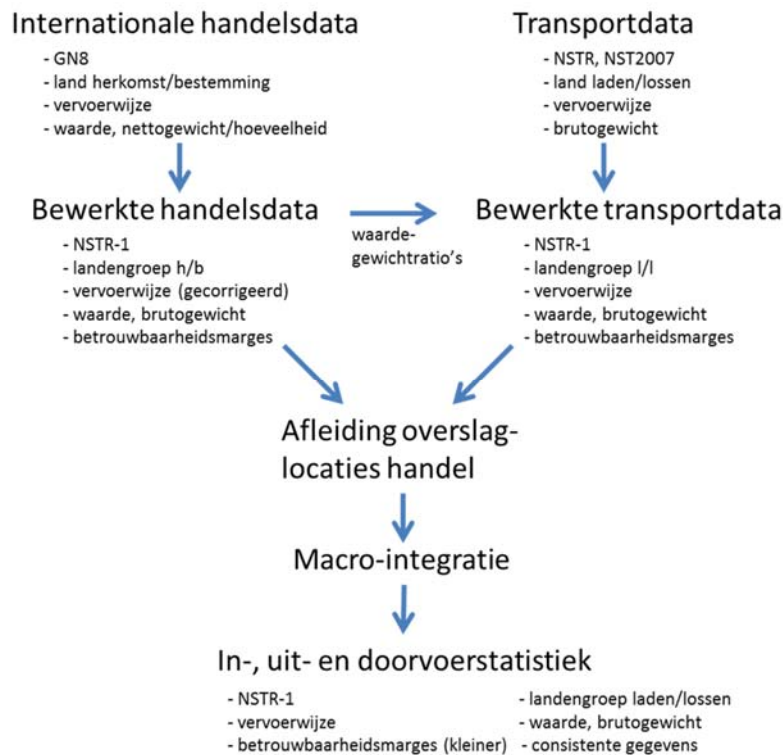 Internationale handelsdata
- GN8
- land herkomst/bestemming
- vervoerwijze
- waarde, nettogewicht/hoeveelheid
Transportdata
- NSTR, NST2007
- land laden/lossen
- vervoerwijze
- brutogewicht
Bewerkte handelsdata
- NSTR-1
- landengroep h/b
- vervoerwijze (gecorrigeerd)
- waarde, brutogewicht
- betrouwbaarheidsmarges
waarde-
gewichtratio's
Bewerkte transportdata
- NSTR-1
- landengroep l/l
- vervoerwijze
- waarde, brutogewicht
- betrouwbaarheidsmarges
Afleiding overslag-
locaties handel
Macro-integratie
In-, uit- en doorvoerstatistiek
- NSTR-1
- vervoerwijze
- betrouwbaarheidsmarges (kleiner)
- landengroep laden/lossen
- waarde, brutogewicht
- consistente gegevens